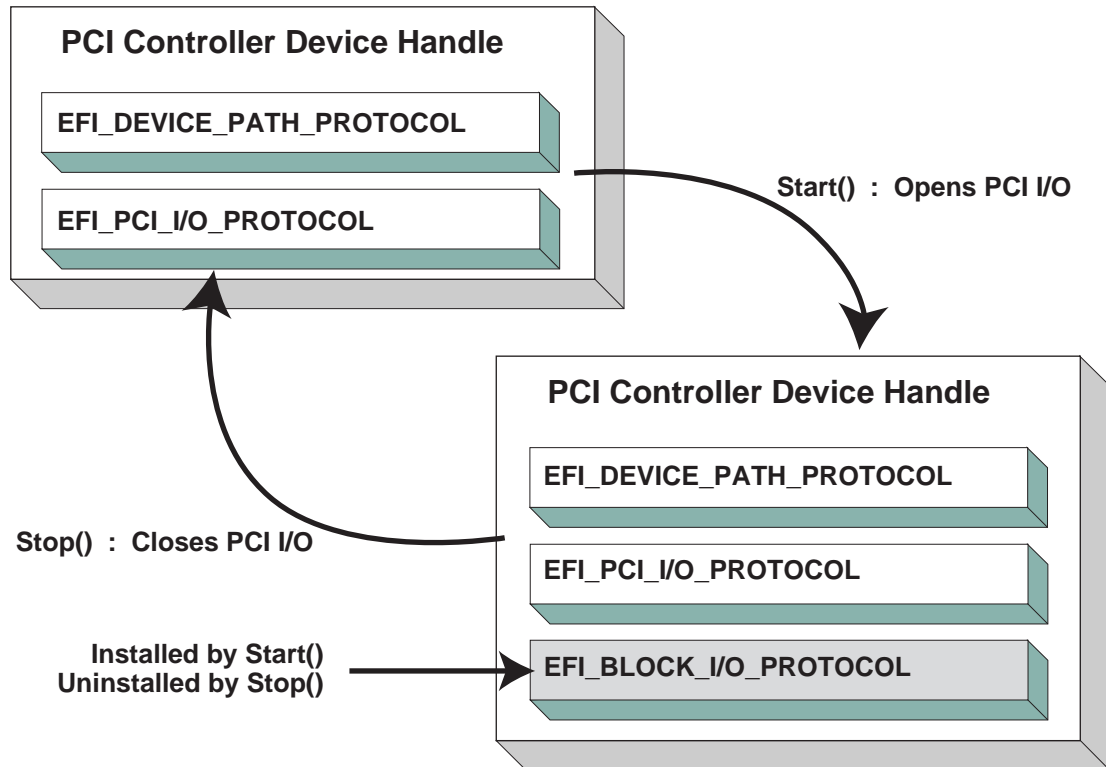 PCI Controller Device Handle
EFI_DEVICE_PATH_PROTOCOL
EFI_PCI_I/O_PROTOCOL
Start() : Opens PCI I/O
PCI Controller Device Handle
EFI_DEVICE_PATH_PROTOCOL
Stop() : Closes PCI I/O
EFI_PCI_I/O_PROTOCOL
Installed by Start()
Uninstalled by Stop()
EFI_BLOCK_I/O_PROTOCOL